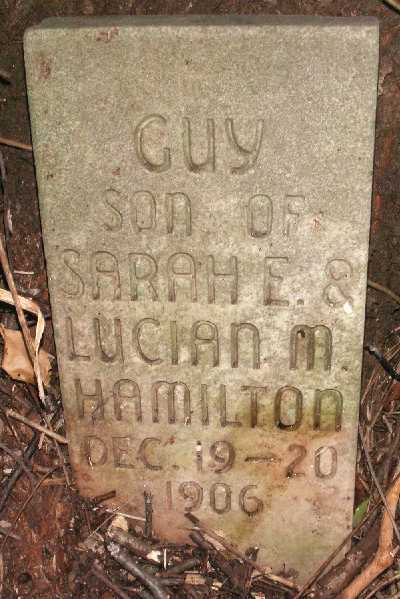 GUY
SON OF
SARAH E. &
LUCIAN M.
HAMILTON
DEC. 19-20
1906